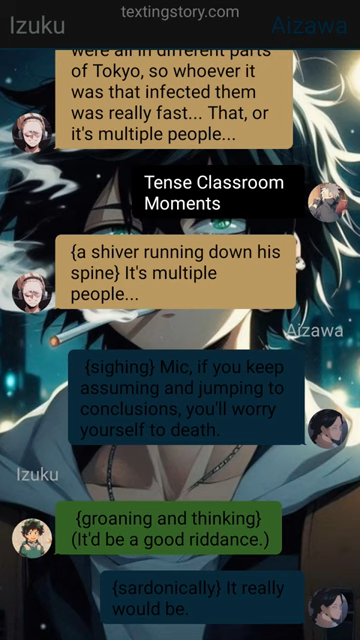 textingstory.com
Izuku
Aizawa
were all in different parts
of Tokyo, so whoever it
was that infected them
was really fast... That, or
it's multiple people...
Tense Classroom
Moments
{a shiver running down his
spine} It's multiple
people...
Aizawa
{sighing} Mic, if you keep
assuming and jumping to
conclusions, you'll worry
yourself to death.
Izuku
{groaning and thinking}
(It'd be a good riddance.)
{sardonically} It really
would be.